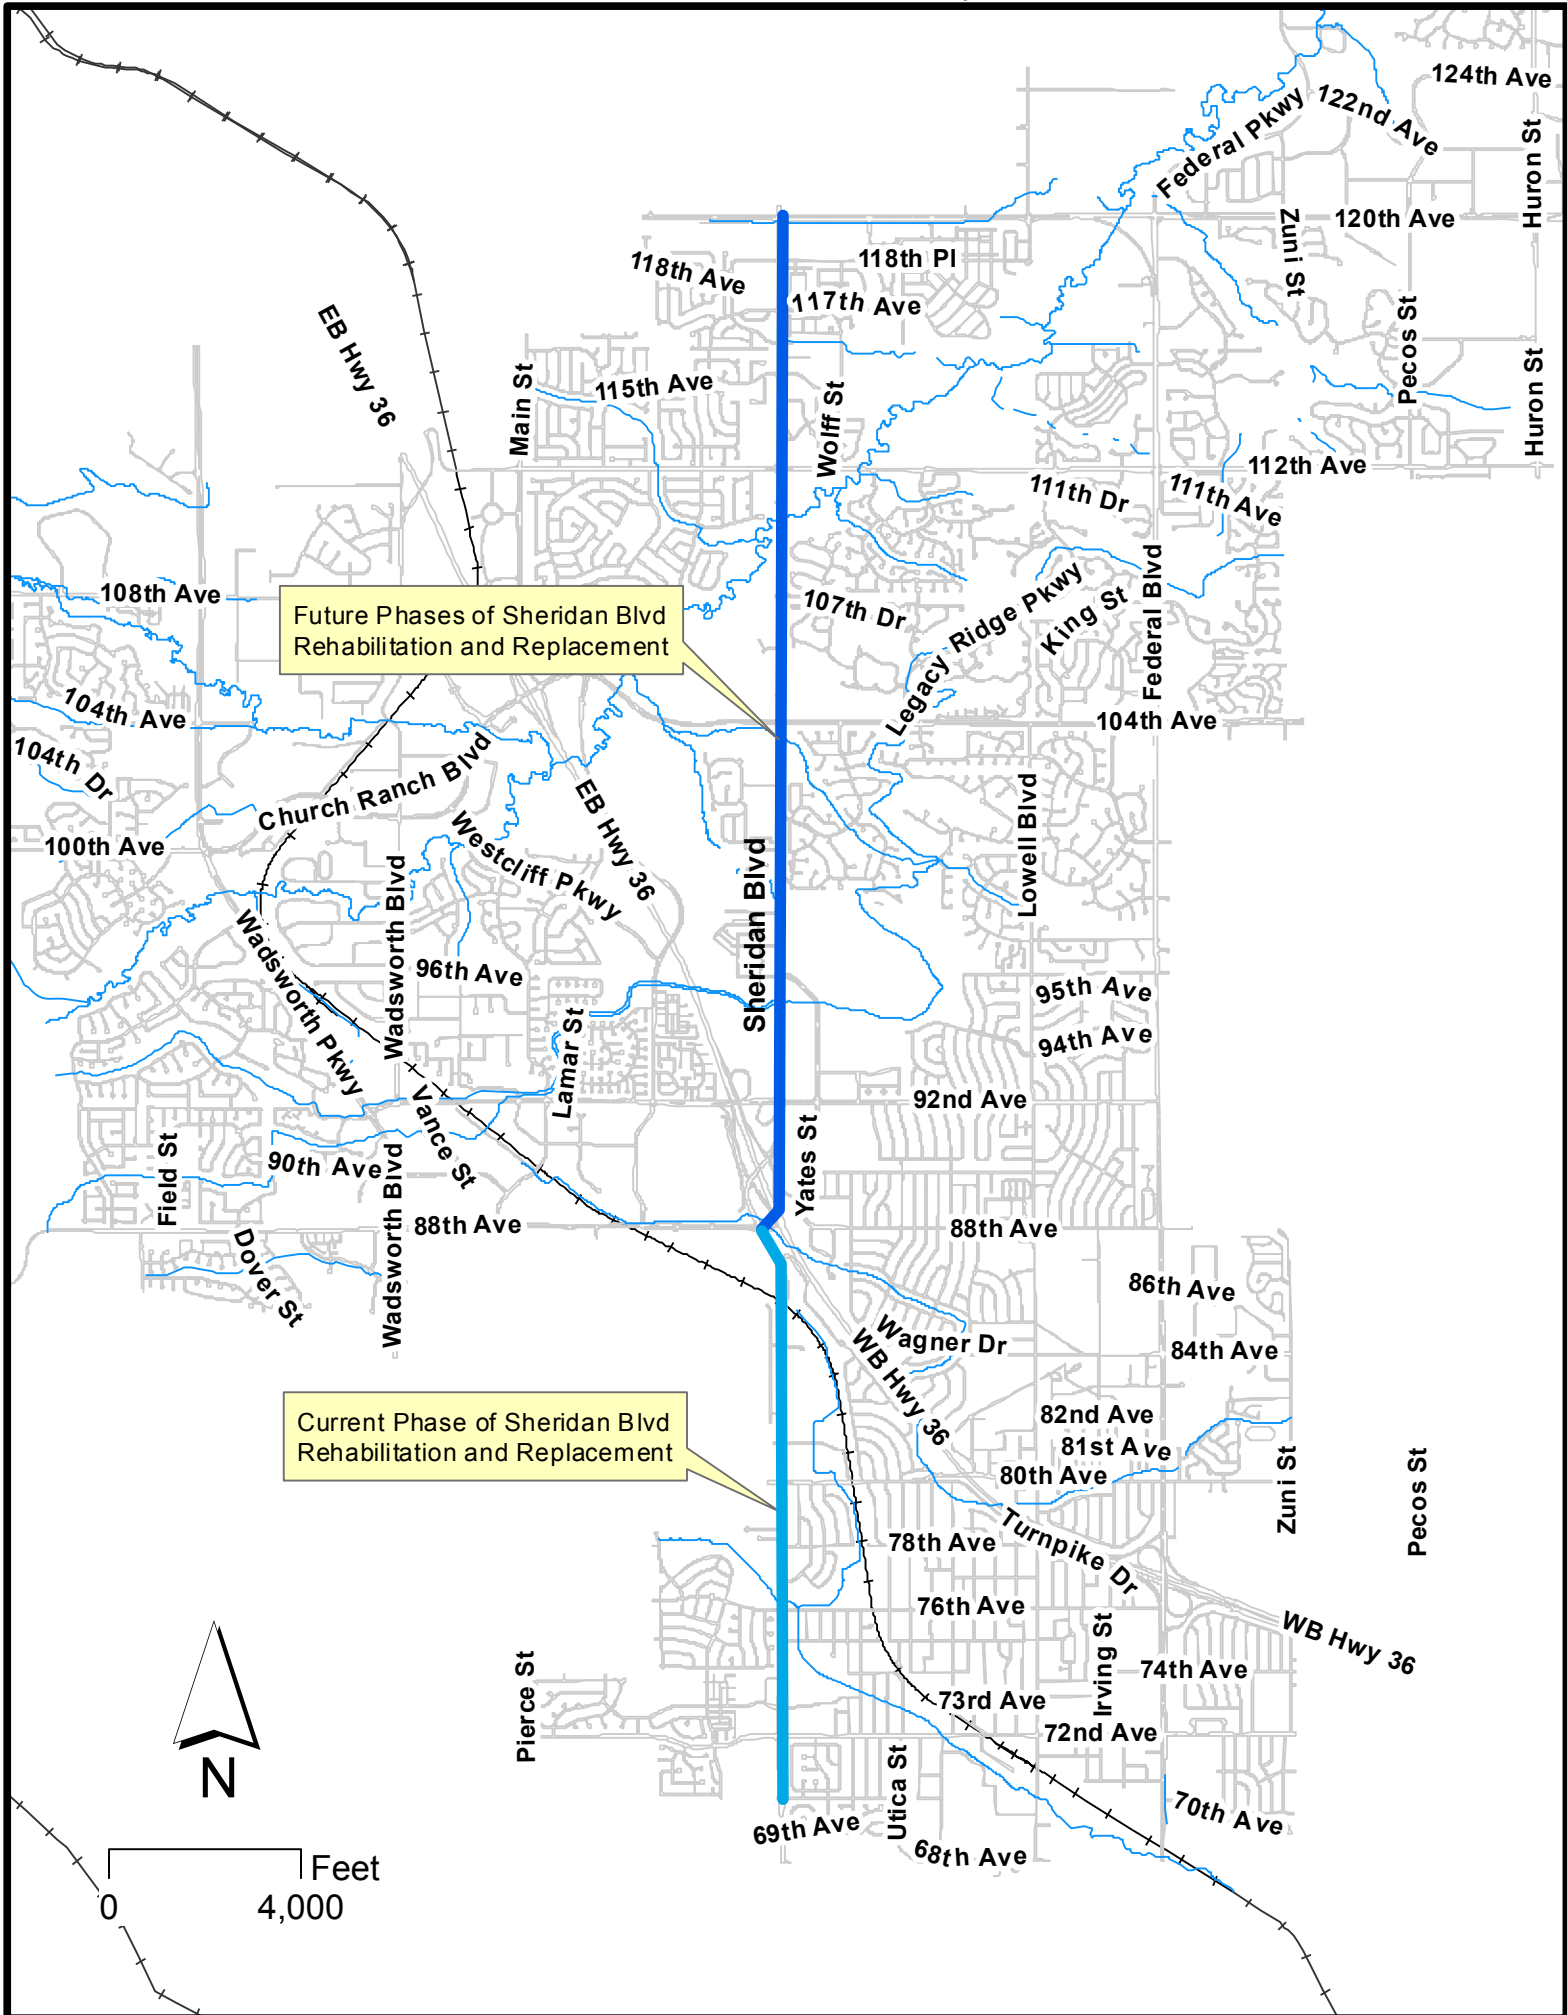 124th Ave
122nd Ave
Federal Pkwy
Huron St
120th Ave
Zuni St
118th Pl
118th Ave
117th Ave
Pecos St
EB Hwy 36
Main St
115th Ave
Wolff St
Huron St
112th Ave
111th Dr
111th Ave
108th Ave
Future Phases of Sheridan Blvd
Rehabilitation and Replacement
107th Dr
Legacy Ridge Pkwy
King St
Federal Blvd
104th Ave
104th Ave
104th Dr
Church Ranch Blvd
EB Hwy 36
100th Ave
Westcliff Pkwy
Lowell Blvd
Wadsworth Blvd
Sheridan Blvd
Wadsworth Pkwy
96th Ave
95th Ave
94th Ave
Lamar St
92nd Ave
Vance St
Yates St
Field St
90th Ave
Wadsworth Blvd
88th Ave
88th Ave
Dover St
86th Ave
Wagner Dr
84th Ave
WB Hwy 36
Current Phase of Sheridan Blvd
Rehabilitation and Replacement
82nd Ave
81st Ave
80th Ave
Zuni St
Pecos St
78th Ave
Turnpike Dr
76th Ave
WB Hwy 36
Irving St
74th Ave
Pierce St
73rd Ave
72nd Ave
Utica St
70th Ave
69th Ave
68th Ave
N
Feet
0
4,000